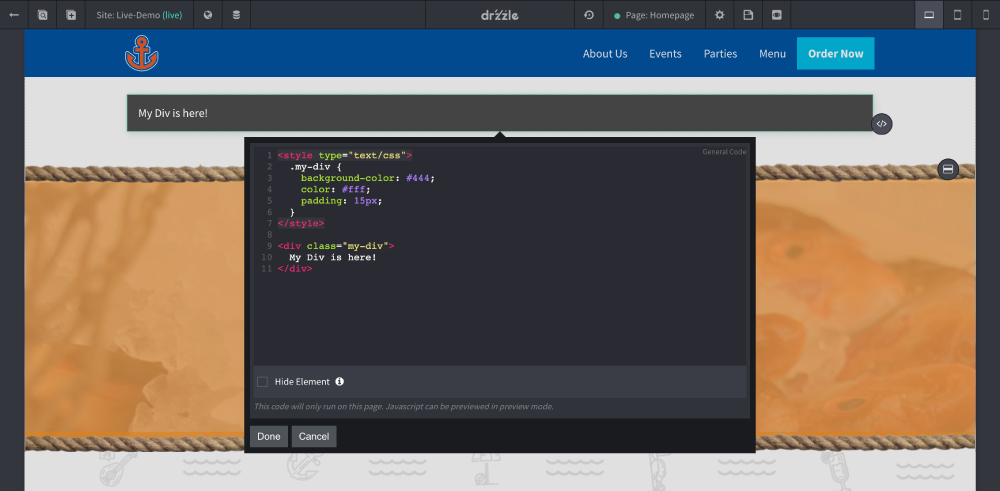 Site: Live-Demo (live)
drizzle
Page: Homepage
About Us Events Parties Menu Order Now
My Div is here!
</>
General Code
1 <style type="text/css">
2 .my-div {
3 background-color: #444;
4 color: #fff;
5 padding: 15px;
6 }
7 </style>
8
9 <div class="my-div">
10 My Div is here!
11 </div>
Hide Element
This code will only run on this page. Javascript can be previewed in preview mode.
Done Cancel